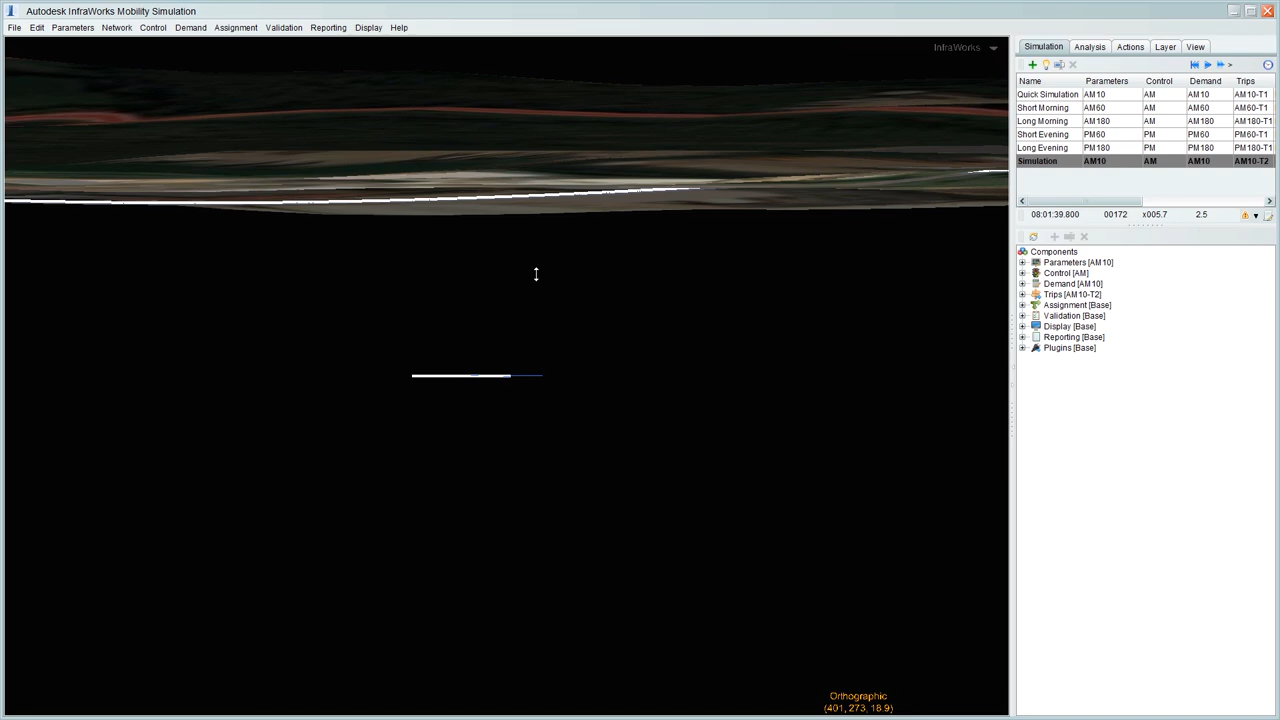 Autodesk InfraWorks Mobility Simulation
File Edit Parameters Network Control Demand Assignment Validation Reporting Display Help
InfraWorks
Simulation Analysis Actions Layer View
Name Parameters Control Demand Trips
Quick Simulation AM10 AM AM10 AM10-T1
Short Morning AM60 AM AM60 AM60-T1
Long Morning AM180 AM AM180 AM180-T1
Short Evening PM60 PM PM60 PM60-T1
Long Evening PM180 PM PM180 PM180-T1
Simulation AM10 AM AM10 AM10-T2
08:01:39.800 00172 x005.7 2.5
Components
Parameters [AM10]
Control [AM]
Demand [AM10]
Trips [AM10-T2]
Assignment [Base]
Validation [Base]
Display [Base]
Reporting [Base]
Plugins [Base]
Orthographic
(401, 273, 18.9)